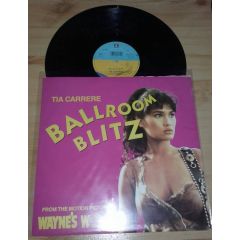 TIA CARRERE
BALLROOM
BLITZ
FROM THE MOTION PICTURE
WAYNE'S W